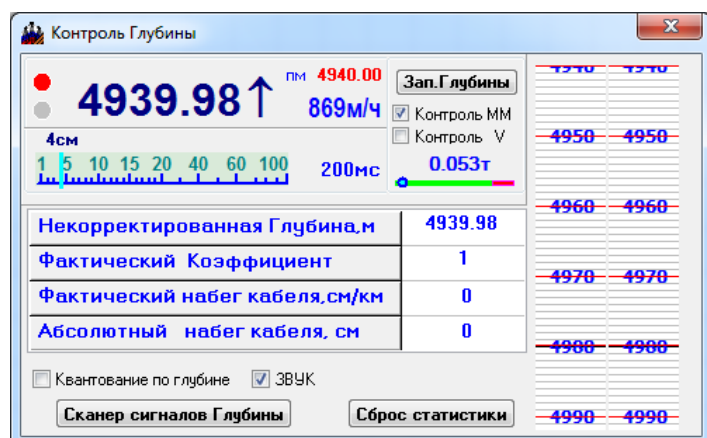 Контроль Глубины
4939.98↑
пм 4940.00
869м/ч
Зап.Глубины
Контроль ММ
Контроль V
4см
1 5 10 15 20 40 60 100
200мс
0.053т
Некорректированная Глубина,м 4939.98
Фактический Коэффициент 1
Фактический набег кабеля,см/км 0
Абсолютный набег кабеля, см 0
Квантование по глубине
ЗВУК
Сканер сигналов Глубины
Сброс статистики
4940 4940
4950 4950
4960 4960
4970 4970
4980 4980
4990 4990